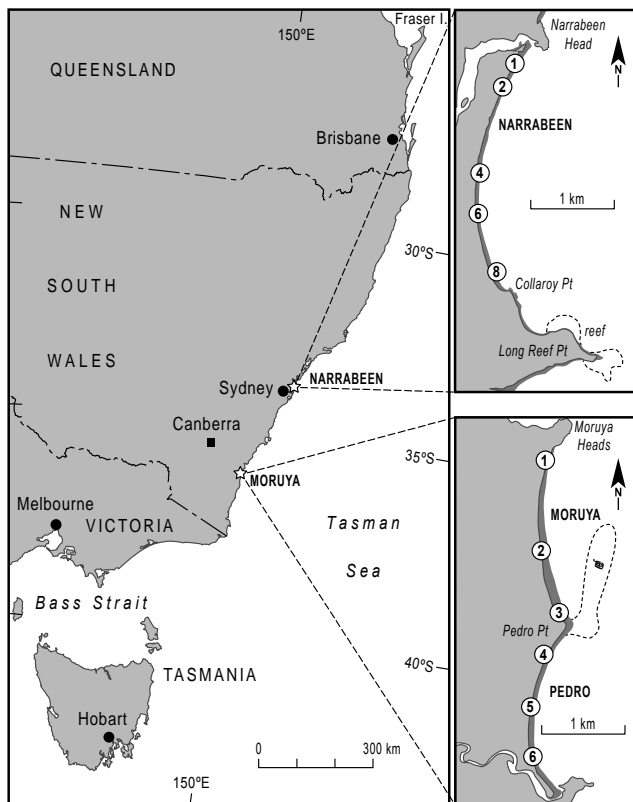 Fraser I.
150ºE
QUEENSLAND
Brisbane
NEW
SOUTH
WALES
30ºS
Sydney
NARRABEEN
Canberra
MORUYA
35ºS
Melbourne
VICTORIA
Tasman
Sea
Bass Strait
TASMANIA
40ºS
Hobart
0 300 km
150ºE
Narrabeen
Head
1
N
2
NARRABEEN
4
1 km
6
8
Collaroy Pt
reef
Long Reef Pt
Moruya
Heads
1
N
MORUYA
2
3
Pedro Pt
4
PEDRO
5
1 km
6